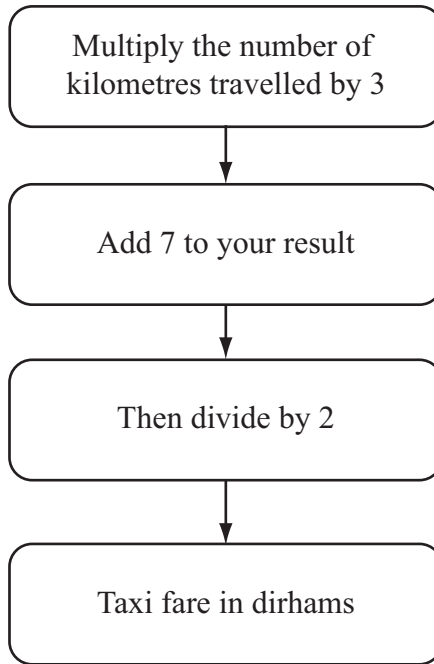 Multiply the number of
kilometres travelled by 3
Add 7 to your result
Then divide by 2
Taxi fare in dirhams